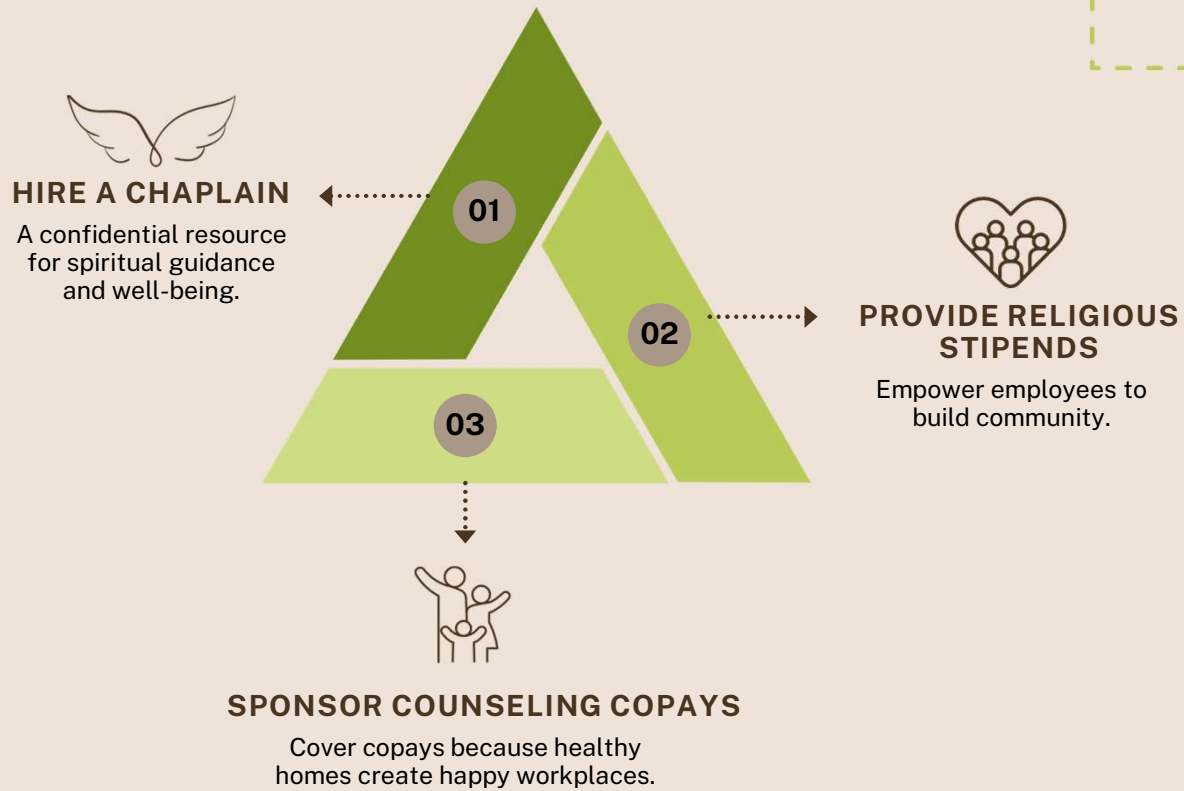 01
HIRE A CHAPLAIN
A confidential resource
for spiritual guidance
and well-being.
02
PROVIDE RELIGIOUS
STIPENDS
Empower employees to
build community.
03
SPONSOR COUNSELING COPAYS
Cover copays because healthy
homes create happy workplaces.